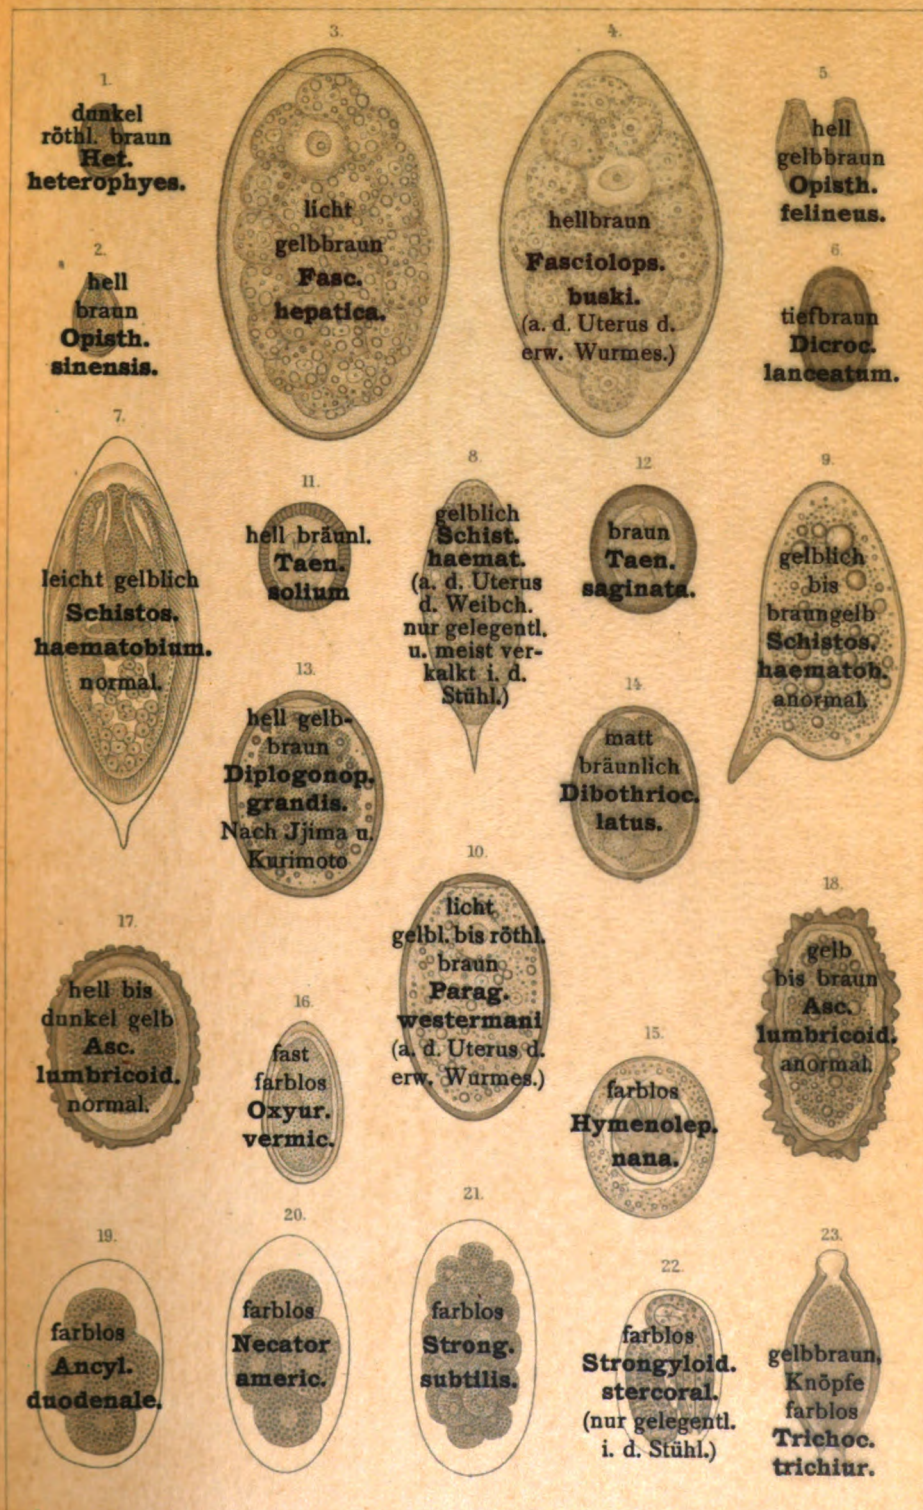 1.
dunkel
röthl. braun
Het.
heterophyes.
2.
hell
braun
Opisth.
sinensis.
3.
licht
gelbbraun
Fasc.
hepatica.
4.
hellbraun
Fasciolops.
buski.
(a. d. Uterus d.
erw. Wurmes.)
5.
hell
gelbbraun
Opisth.
felineus.
6.
tiefbraun
Dicroc.
lanceatum.
7.
leicht gelblich
Schistos.
haematobium.
normal.
8.
gelblich
Schist.
haemat.
(a. d. Uterus
d. Weibch.
nur gelegentl.
u. meist ver-
kalkt i. d.
Stühl.)
9.
gelblich
bis
braungelb
Schistos.
haematob.
anormal.
11.
hell bräunl.
Taen.
solium
12
braun
Taen.
saginata.
13.
hell gelb-
braun
Diplogonop.
grandis.
Nach Jjima u.
Kurimoto
14.
matt
bräunlich
Dibothrioc.
latus.
10.
licht
gelbl. bis röthl.
braun
Parag.
westermani
(a. d. Uterus d.
erw. Wurmes.)
17.
hell bis
dunkel gelb
Asc.
lumbricoid.
normal.
16.
fast
farblos
Oxyur.
vermic.
15.
farblos
Hymenolep.
nana.
18.
gelb
bis braun
Asc.
lumbricoid.
anormal.
19.
farblos
Ancyl.
duodenale.
20.
farblos
Necator
americ.
21.
farblos
Strong.
subtilis.
22.
farblos
Strongyloid.
stercoral.
(nur gelegentl.
i. d. Stühl.)
23.
gelbbraun,
Knöpfe
farblos
Trichoc.
trichiur.